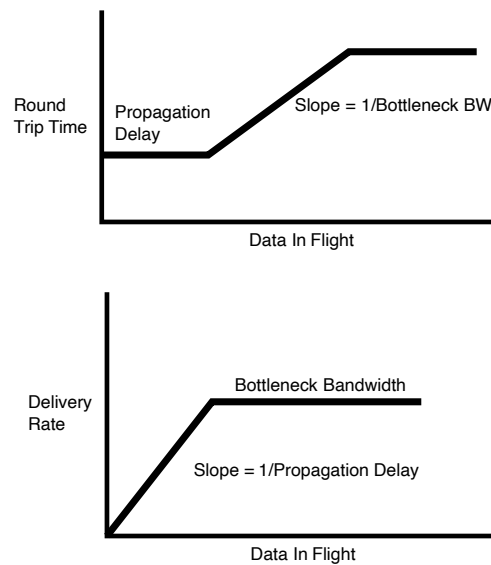 Round
Trip Time
Propagation
Delay
Slope = 1/Bottleneck BW
Data In Flight
Delivery
Rate
Bottleneck Bandwidth
Slope = 1/Propagation Delay
Data In Flight